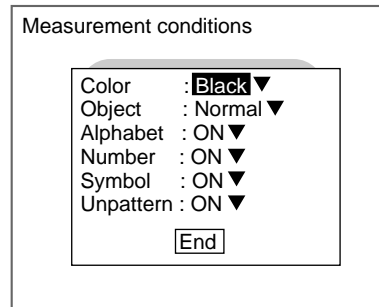 Measurement conditions
Color : Black ▼
Object : Normal ▼
Alphabet : ON ▼
Number : ON ▼
Symbol : ON ▼
Unpattern : ON ▼
End